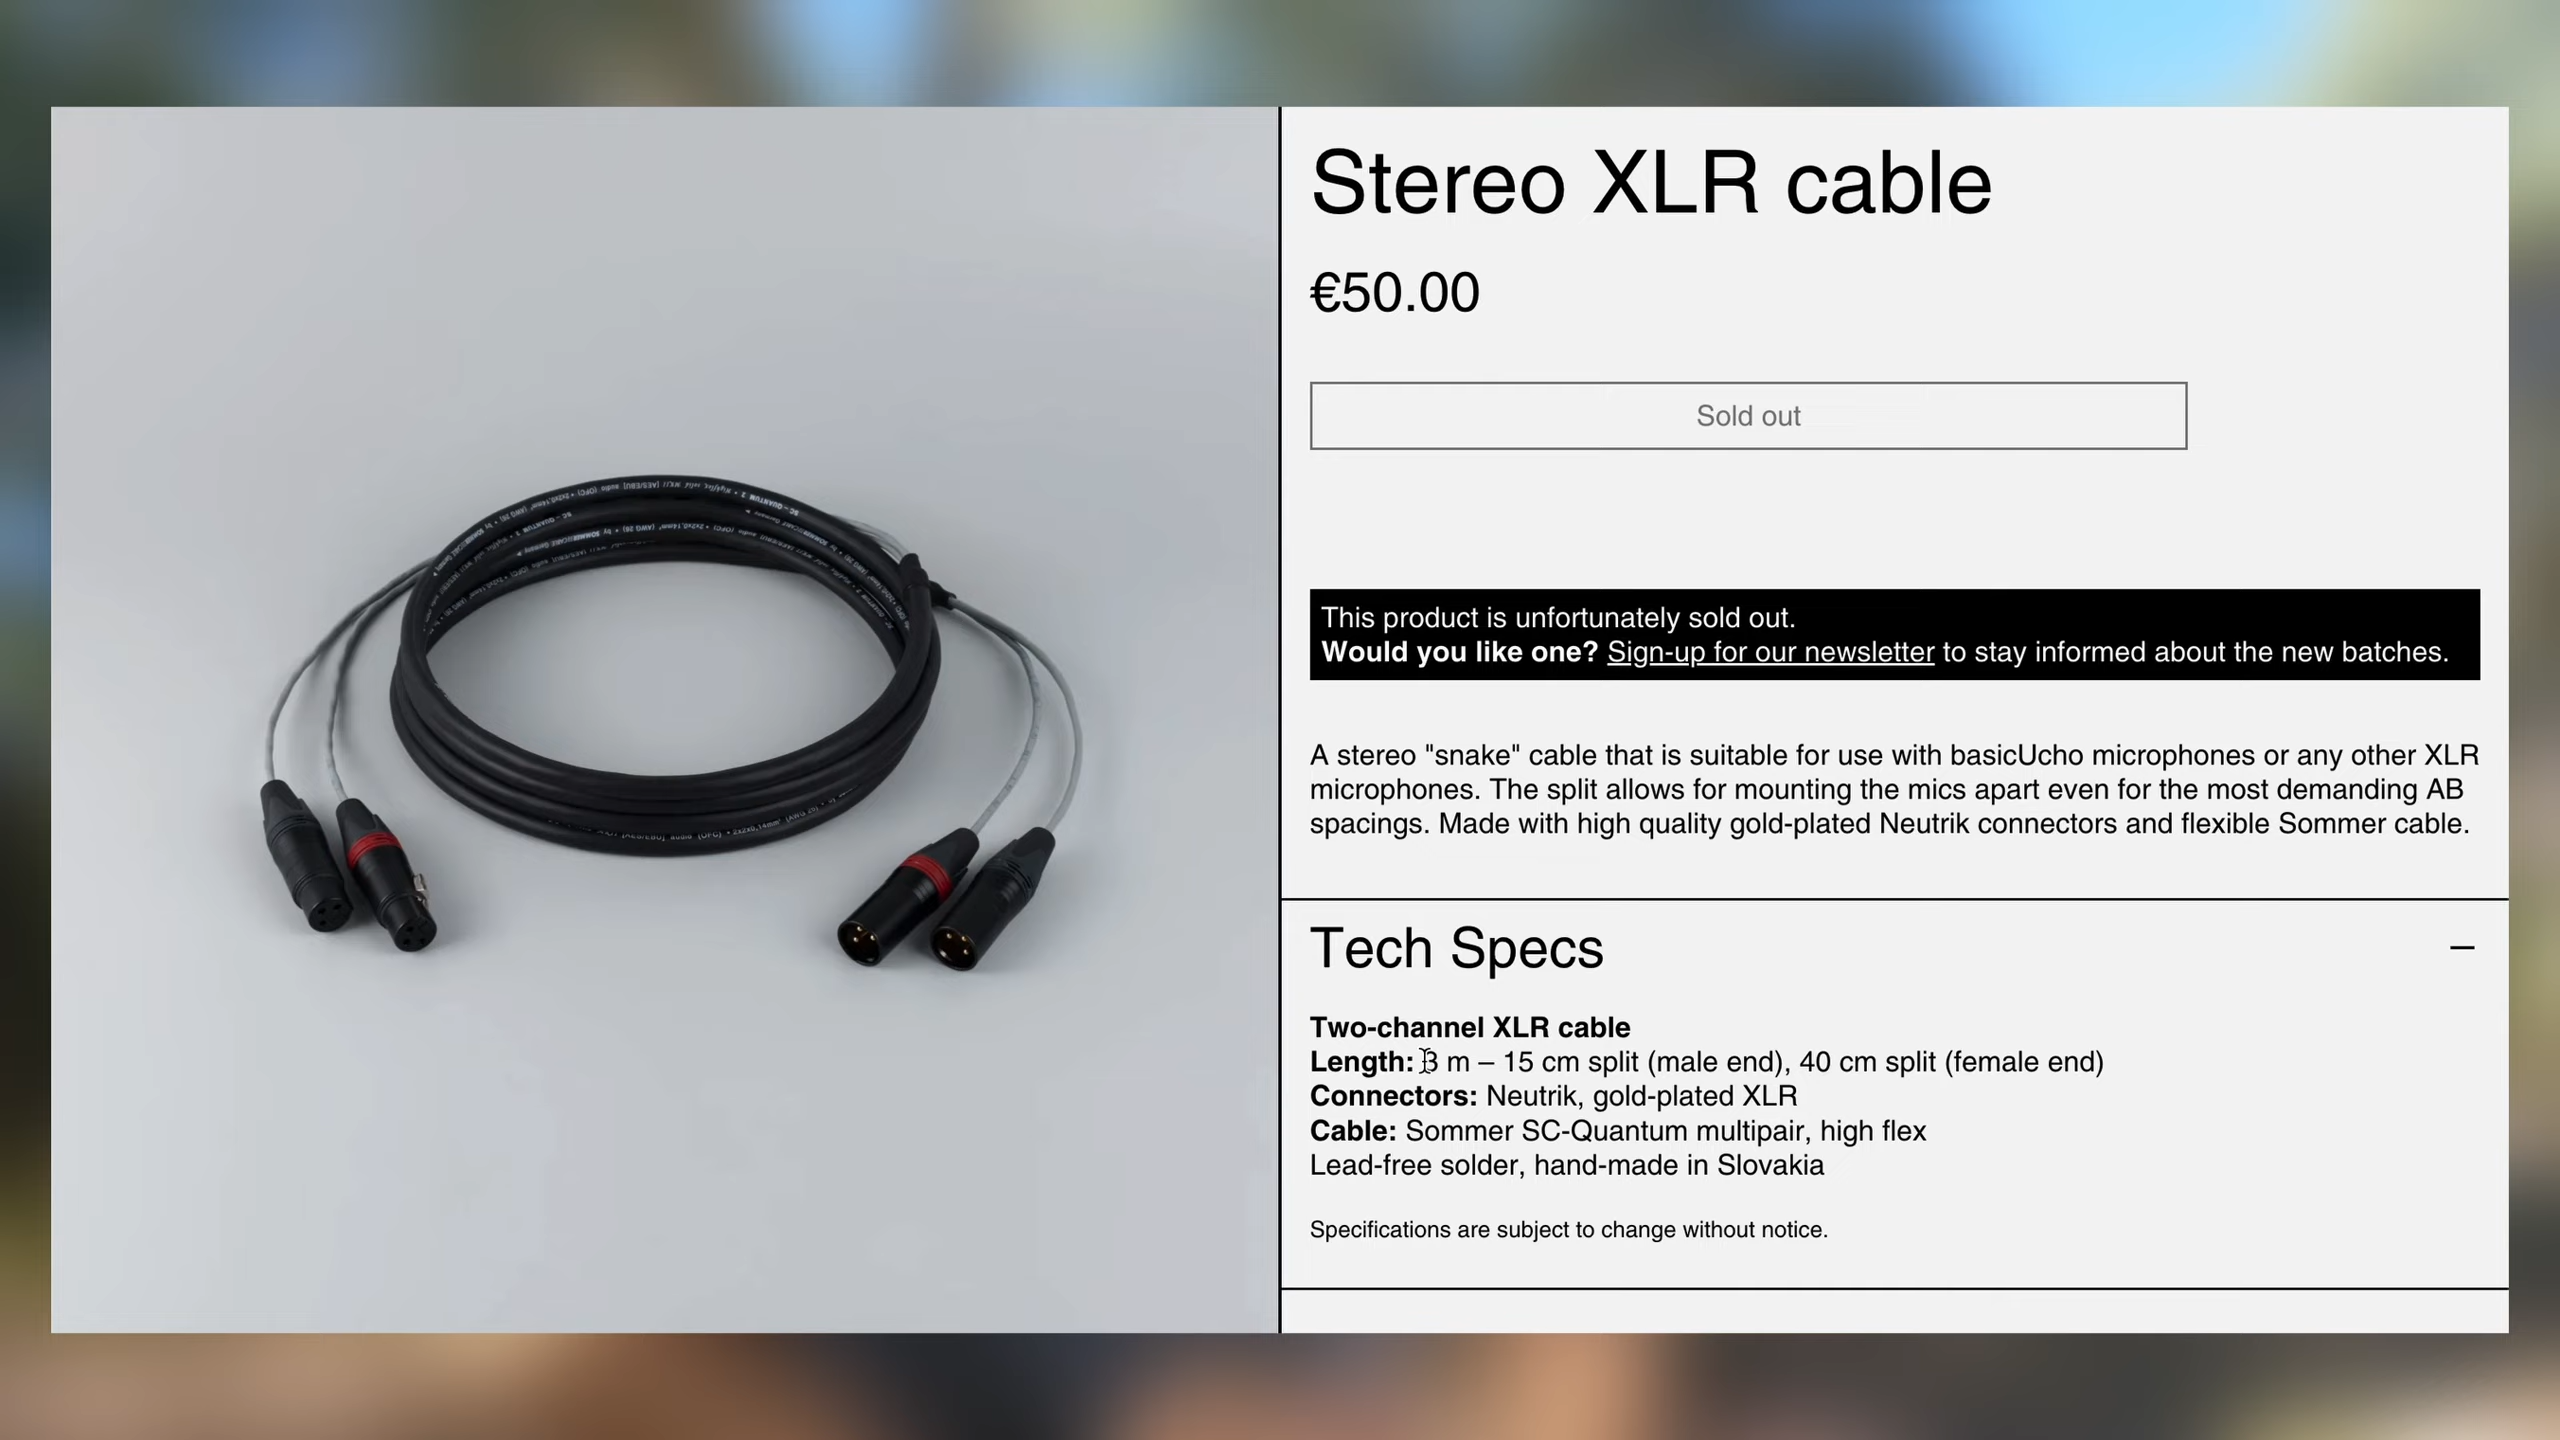 Stereo XLR cable
€50.00
Sold out
This product is unfortunately sold out.
Would you like one? Sign-up for our newsletter to stay informed about the new batches.
A stereo "snake" cable that is suitable for use with basicUcho microphones or any other XLR
microphones. The split allows for mounting the mics apart even for the most demanding AB
spacings. Made with high quality gold-plated Neutrik connectors and flexible Sommer cable.
Tech Specs
Two-channel XLR cable
Length: 3 m – 15 cm split (male end), 40 cm split (female end)
Connectors: Neutrik, gold-plated XLR
Cable: Sommer SC-Quantum multipair, high flex
Lead-free solder, hand-made in Slovakia
Specifications are subject to change without notice.